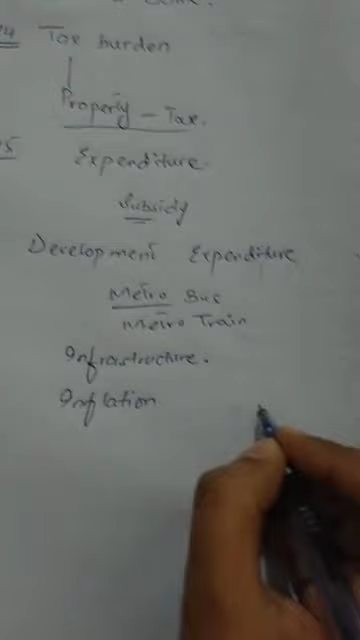 Tax burden
Property - Tax.
Expenditure
Subsidy
Development Expenditure
Metro Bus
Metro Train
Infrastructure.
Inflation